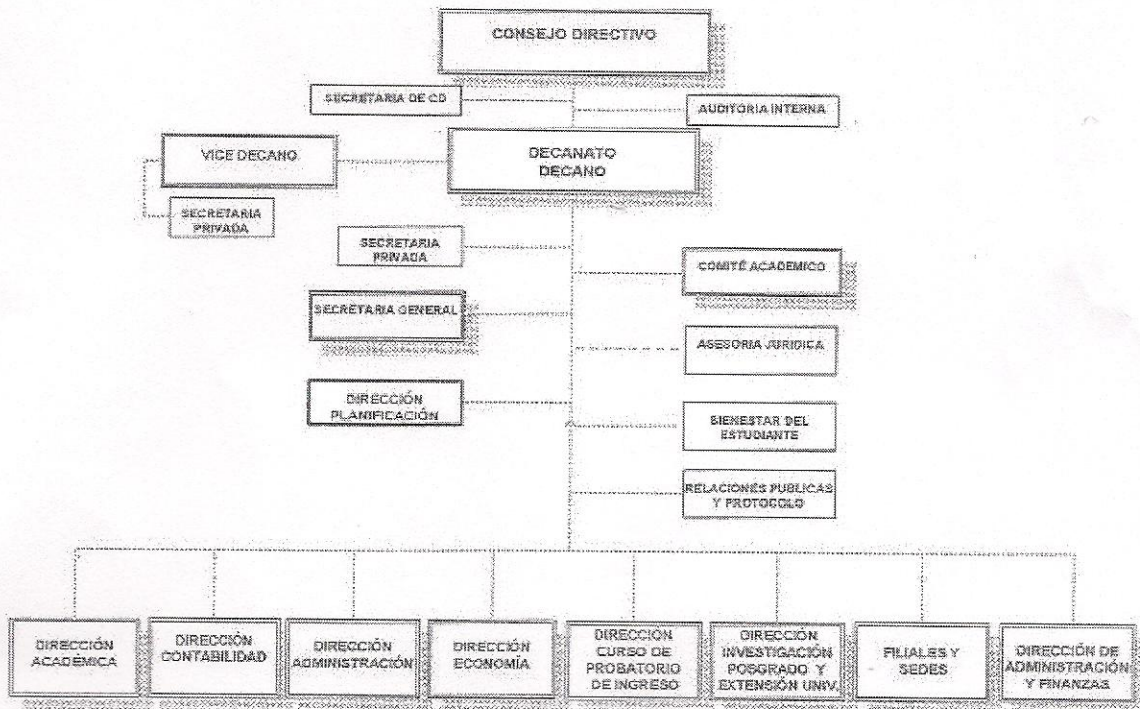 CONSEJO DIRECTIVO
SECRETARIA DE CD
AUDITORIA INTERNA
VICE DECANO
DECANATO
DECANO
SECRETARIA
PRIVADA
SECRETARIA
PRIVADA
COMITÉ ACADEMICO
SECRETARIA GENERAL
ASESORIA JURIDICA
DIRECCIÓN
PLANIFICACIÓN
BIENESTAR DEL
ESTUDIANTE
RELACIONES PUBLICAS
Y PROTOCOLO
DIRECCIÓN
ACADÉMICA
DIRECCIÓN
CONTABILIDAD
DIRECCIÓN
ADMINISTRACIÓN
DIRECCIÓN
ECONOMÍA
DIRECCIÓN
CURSO DE
PROBATORIO
DE INGRESO
DIRECCIÓN
INVESTIGACIÓN
POSGRADO Y
EXTENSIÓN UNIV.
FILIALES Y
SEDES
DIRECCIÓN DE
ADMINISTRACIÓN
Y FINANZAS